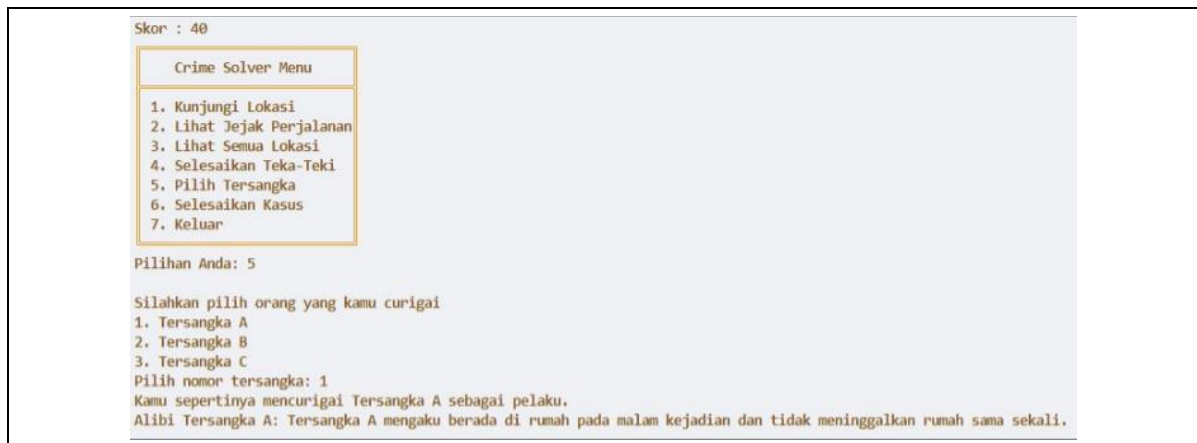 Skor : 40
Crime Solver Menu
1. Kunjungi Lokasi
2. Lihat Jejak Perjalanan
3. Lihat Semua Lokasi
4. Selesaikan Teka-Teki
5. Pilih Tersangka
6. Selesaikan Kasus
7. Keluar
Pilihan Anda: 5
Silahkan pilih orang yang kamu curigai
1. Tersangka A
2. Tersangka B
3. Tersangka C
Pilih nomor tersangka: 1
Kamu sepertinya mencurigai Tersangka A sebagai pelaku.
Alibi Tersangka A: Tersangka A mengaku berada di rumah pada malam kejadian dan tidak meninggalkan rumah sama sekali.